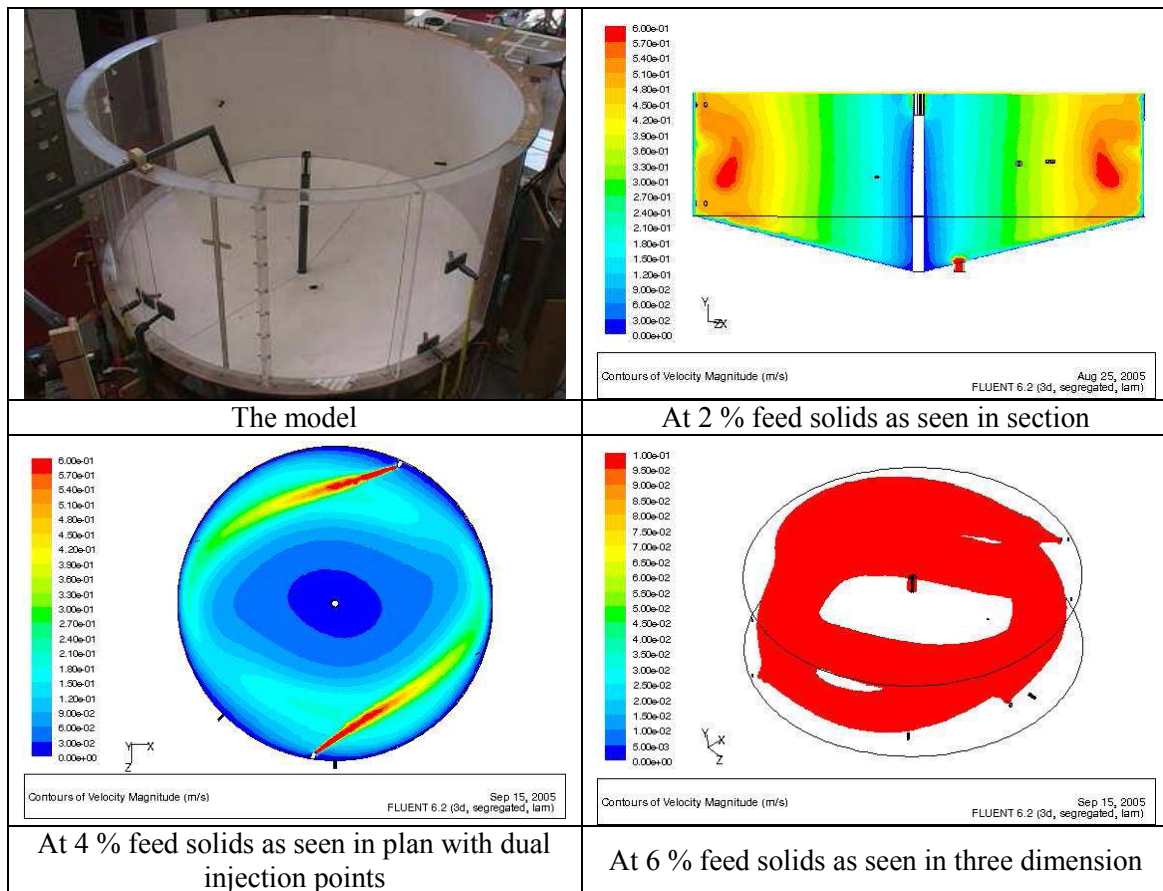 6.00e-01
5.70e-01
5.40e-01
5.10e-01
4.80e-01
4.50e-01
4.20e-01
3.90e-01
3.60e-01
3.30e-01
3.00e-01
2.70e-01
2.40e-01
2.10e-01
1.80e-01
1.50e-01
1.20e-01
9.00e-02
6.00e-02
3.00e-02
0.00e+00
Y
ZX
Contours of Velocity Magnitude (m/s)
Aug 25, 2005
FLUENT 6.2 (3d, segregated, lam)
The model
At 2 % feed solids as seen in section
6.00e-01
5.70e-01
5.40e-01
5.10e-01
4.80e-01
4.50e-01
4.20e-01
3.90e-01
3.60e-01
3.30e-01
3.00e-01
2.70e-01
2.40e-01
2.10e-01
1.80e-01
1.50e-01
1.20e-01
9.00e-02
6.00e-02
3.00e-02
0.00e+00
Y X
Z
Contours of Velocity Magnitude (m/s)
Sep 15, 2005
FLUENT 6.2 (3d, segregated, lam)
1.00e-01
9.50e-02
9.00e-02
8.50e-02
8.00e-02
7.50e-02
7.00e-02
6.50e-02
6.00e-02
5.50e-02
5.00e-02
4.50e-02
4.00e-02
3.50e-02
3.00e-02
2.50e-02
2.00e-02
1.50e-02
1.00e-02
5.00e-03
0.00e+00
Y
X
Z
Contours of Velocity Magnitude (m/s)
Sep 15, 2005
FLUENT 6.2 (3d, segregated, lam)
At 4 % feed solids as seen in plan with dual
injection points
At 6 % feed solids as seen in three dimension